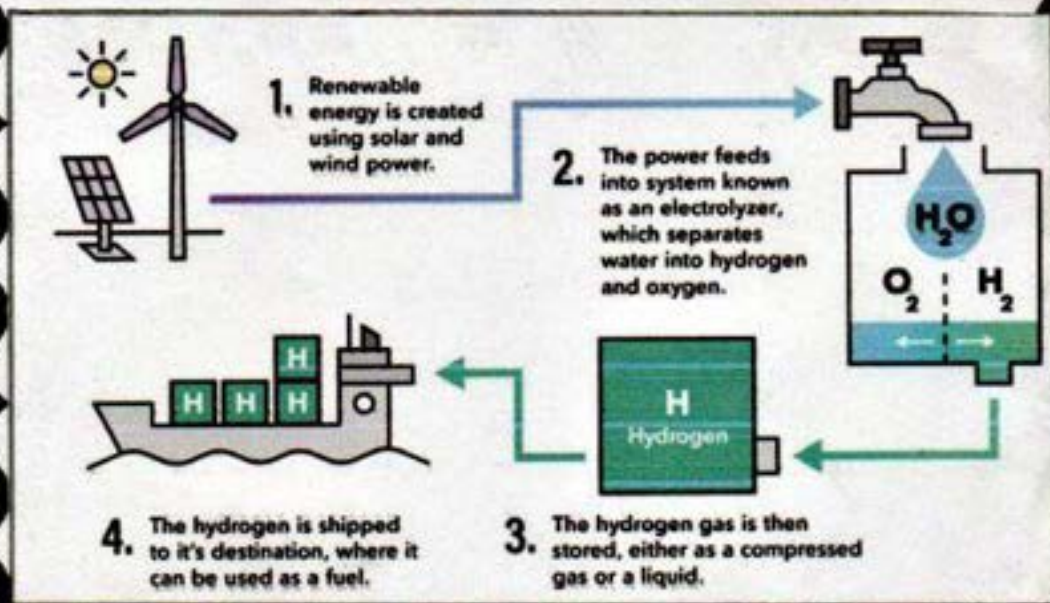 1. Renewable
energy is created
using solar and
wind power.
2. The power feeds
into system known
as an electrolyzer,
which separates
water into hydrogen
and oxygen.
H2O
O2 H2
H
H H H
H
Hydrogen
4. The hydrogen is shipped
to it's destination, where it
can be used as a fuel.
3. The hydrogen gas is then
stored, either as a compressed
gas or a liquid.